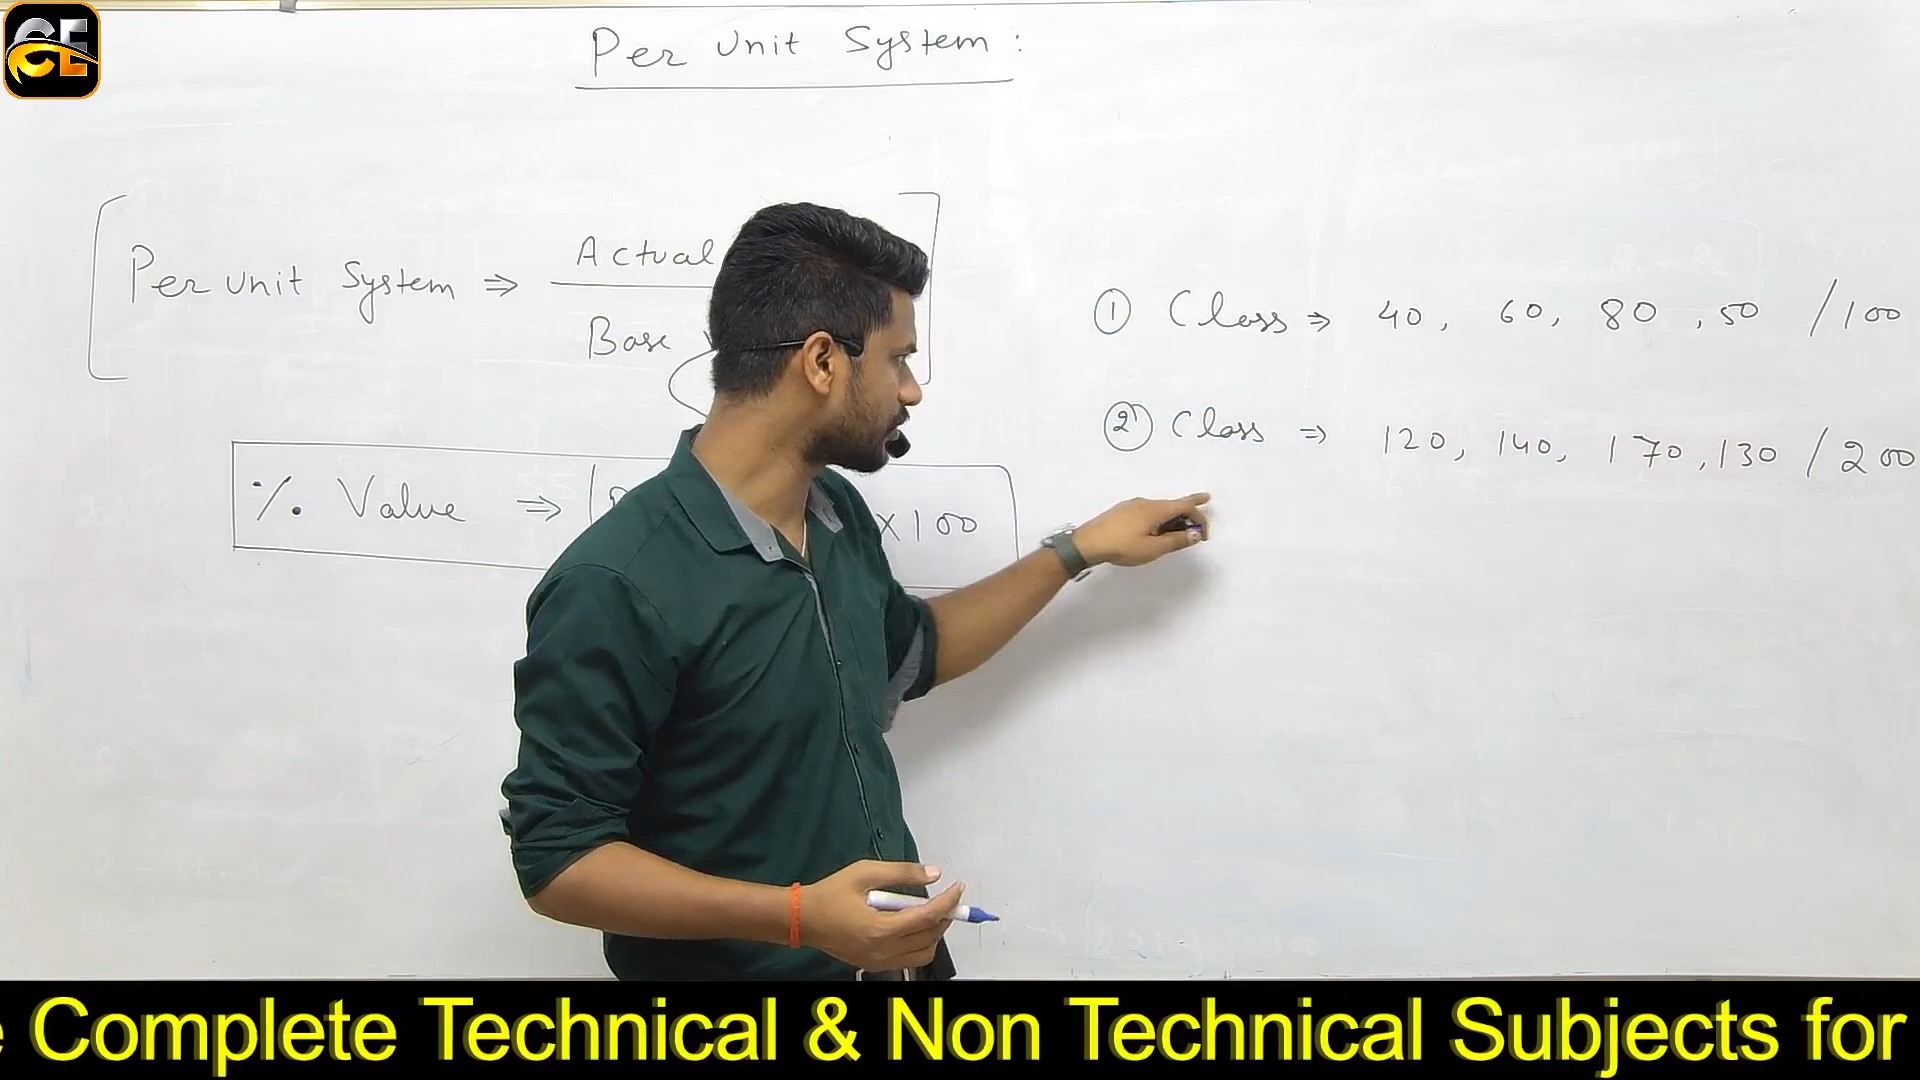 CE
Per Unit System :
Per unit System ⇒ Actual
Base
% Value ⇒ ( × 100
① Class ⇒ 40, 60, 80, 50 / 100
② Class ⇒ 120, 140, 170, 130 / 200
Complete Technical & Non Technical Subjects for